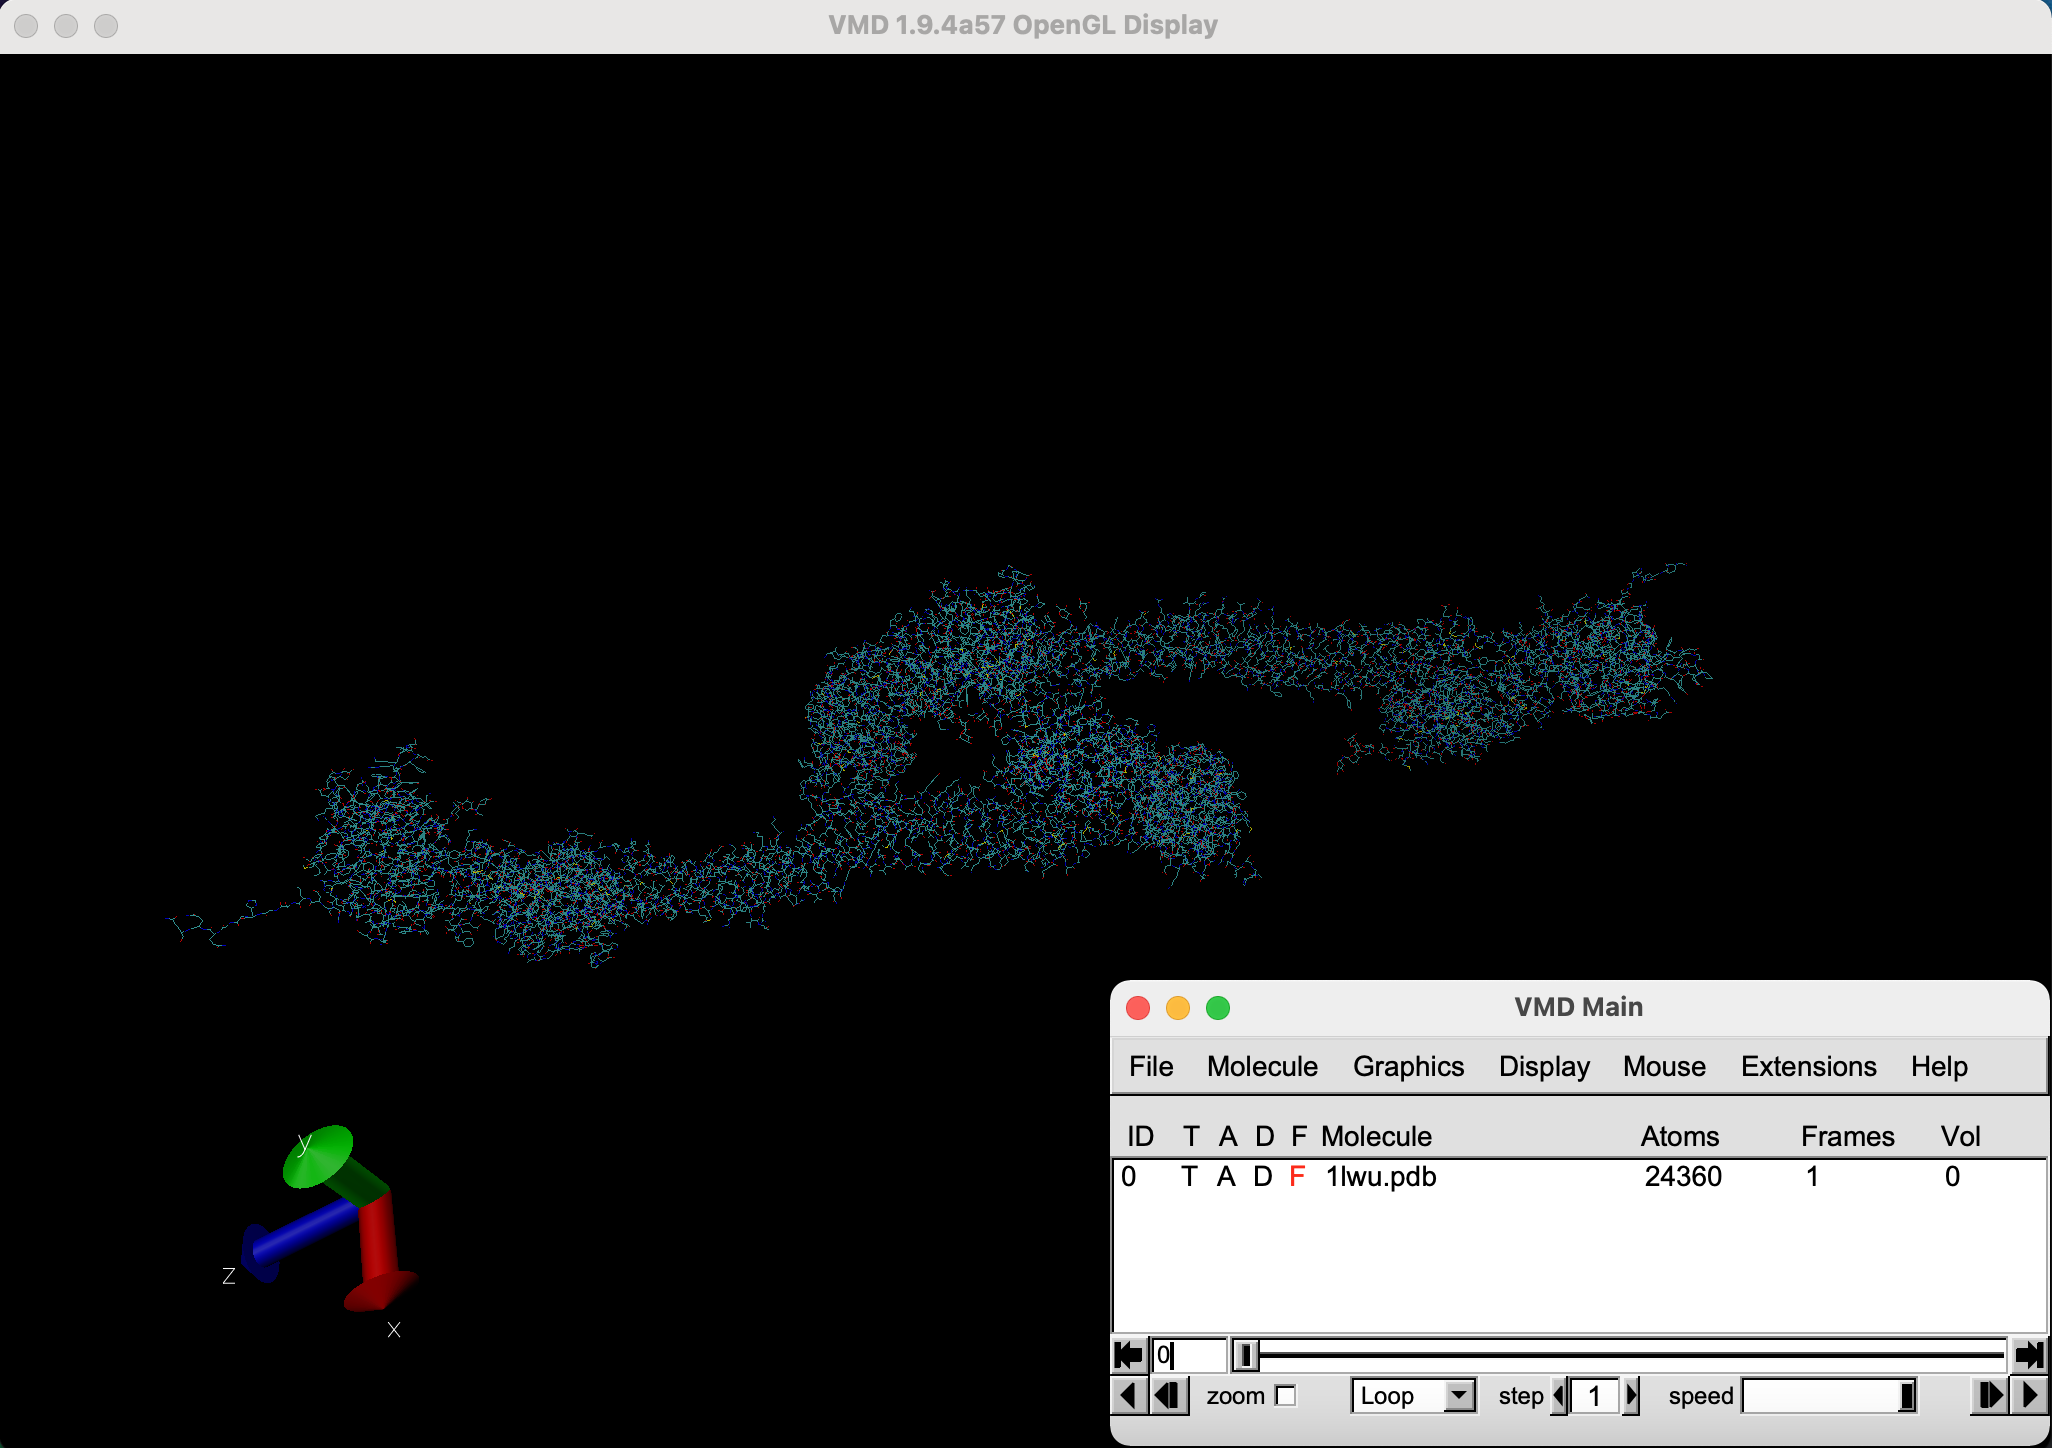 VMD 1.9.4a57 OpenGL Display
y
z
x
VMD Main
File Molecule Graphics Display Mouse Extensions Help
ID T A D F Molecule Atoms Frames Vol
0 T A D F 1lwu.pdb 24360 1 0
0
zoom Loop step 1 speed